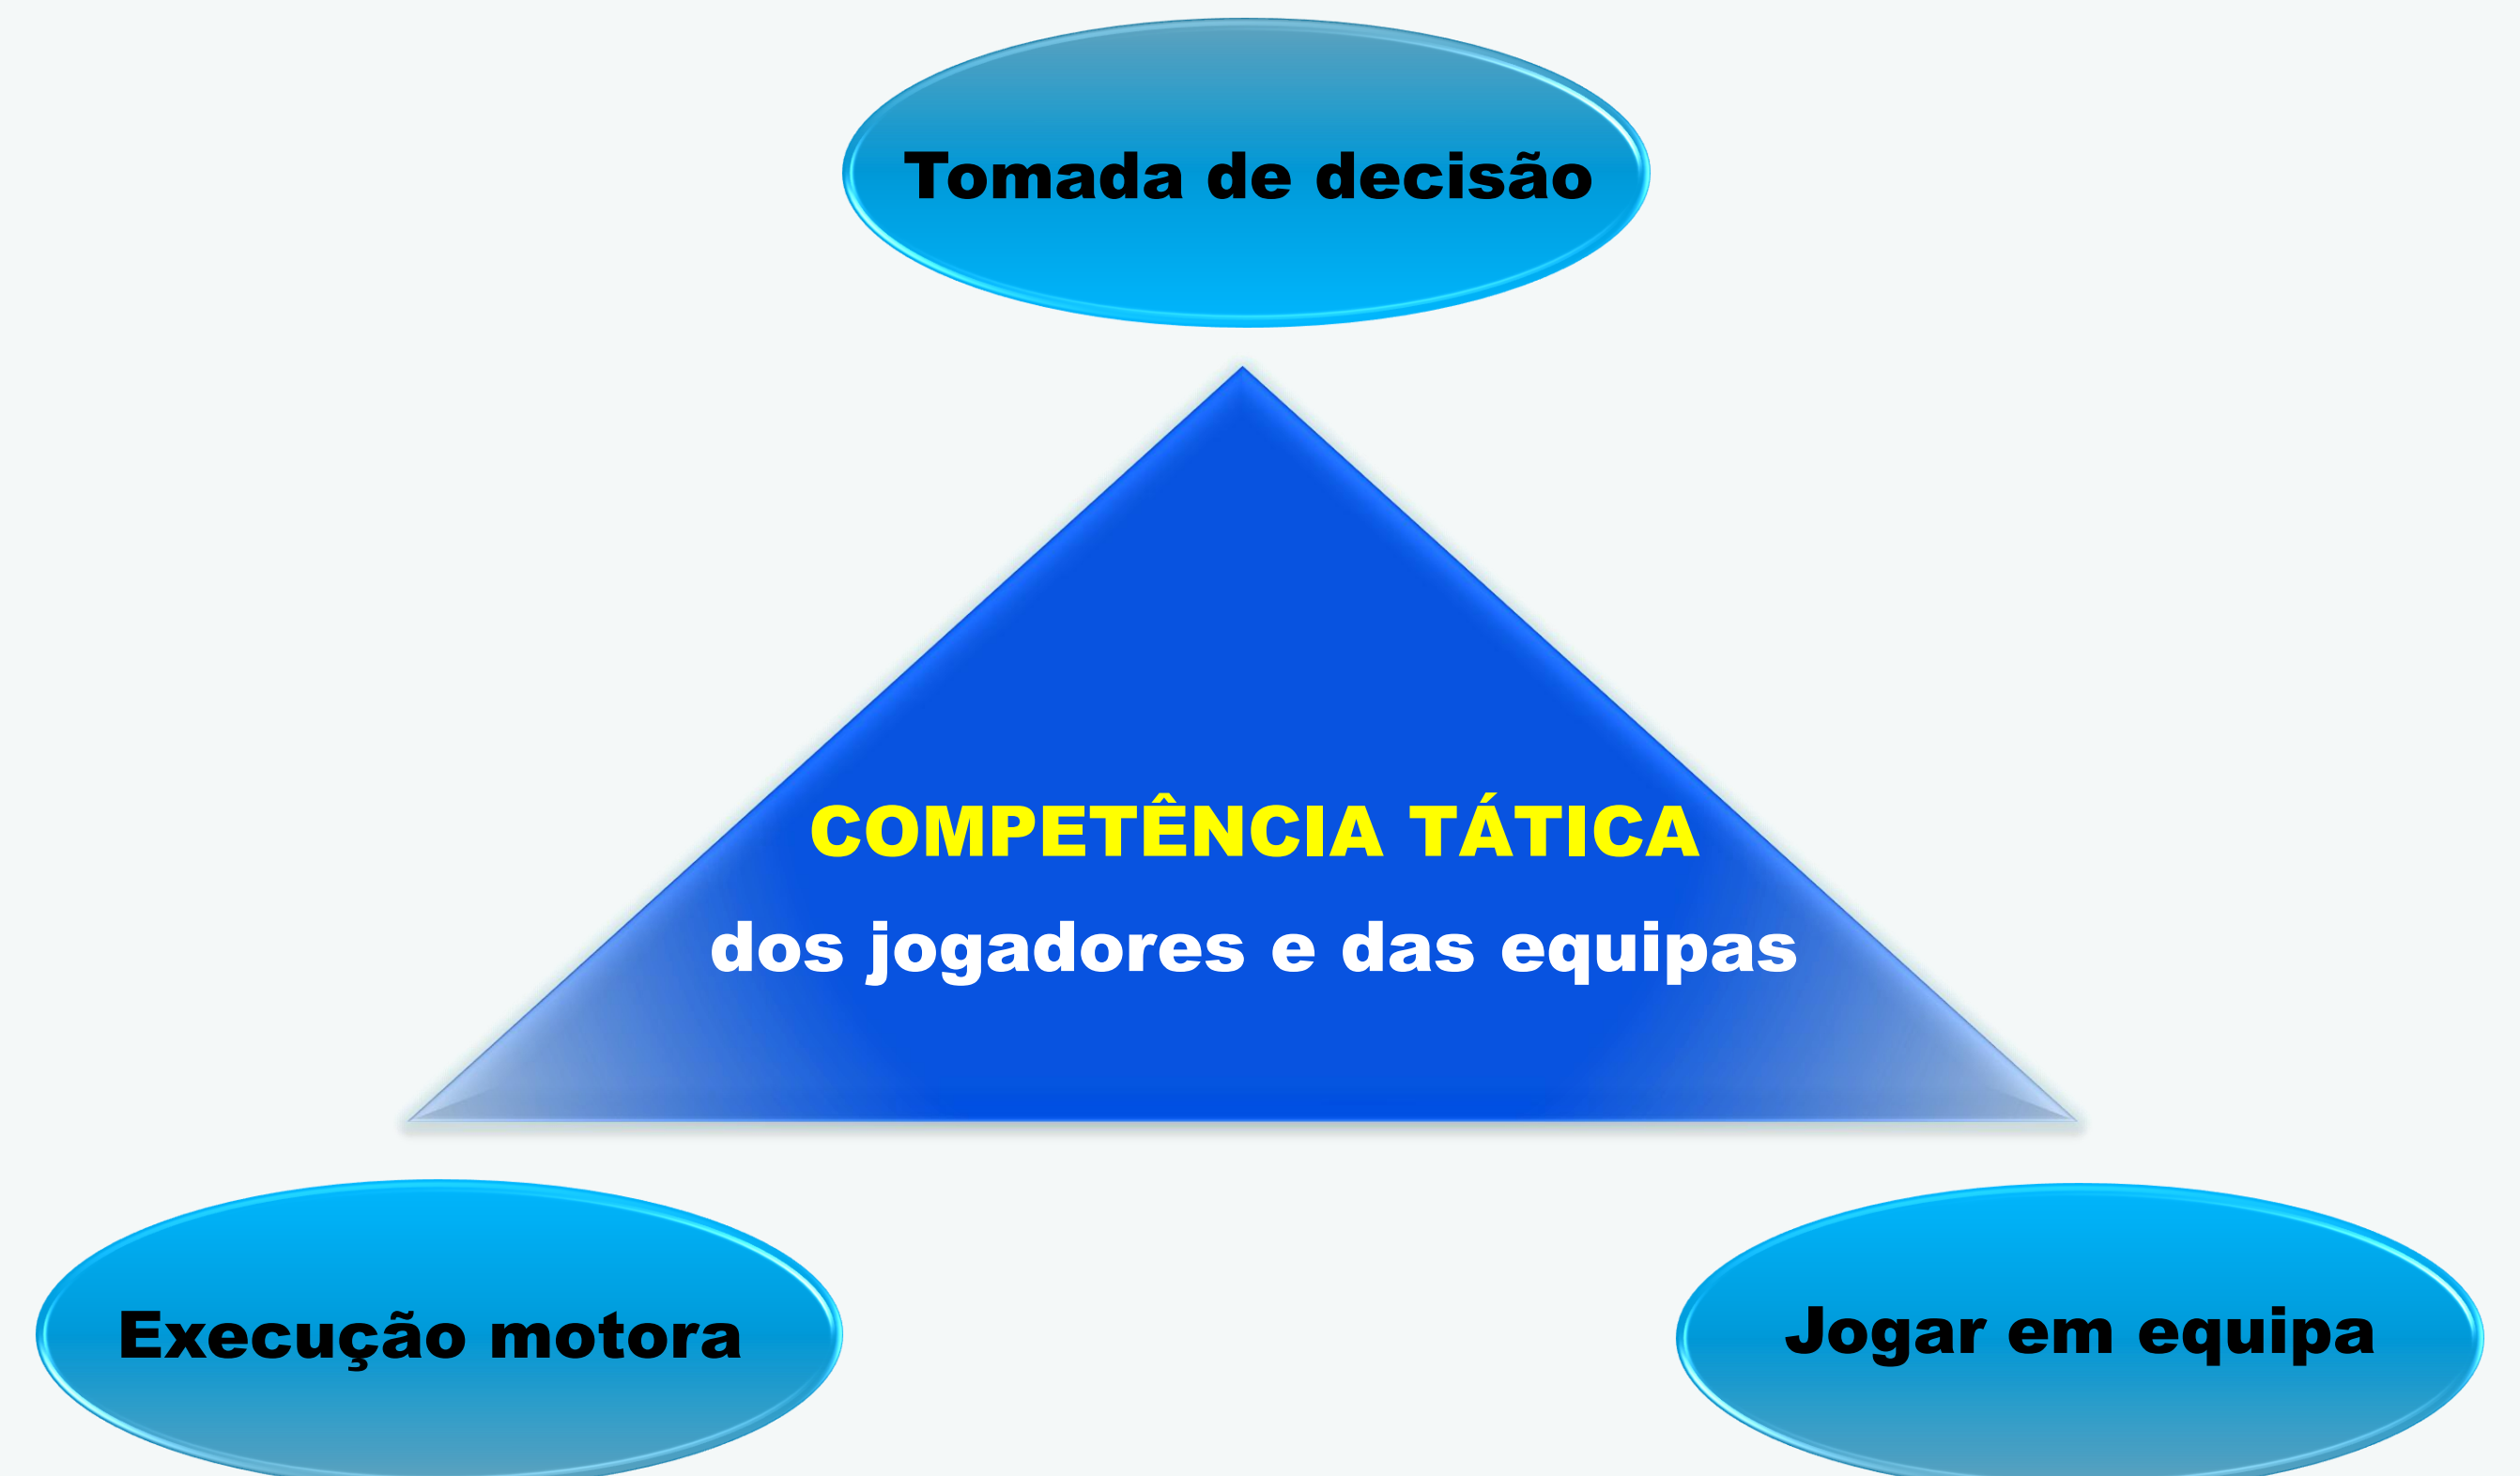 Tomada de decisão
COMPETÊNCIA TÁTICA
dos jogadores e das equipas
Execução motora
Jogar em equipa